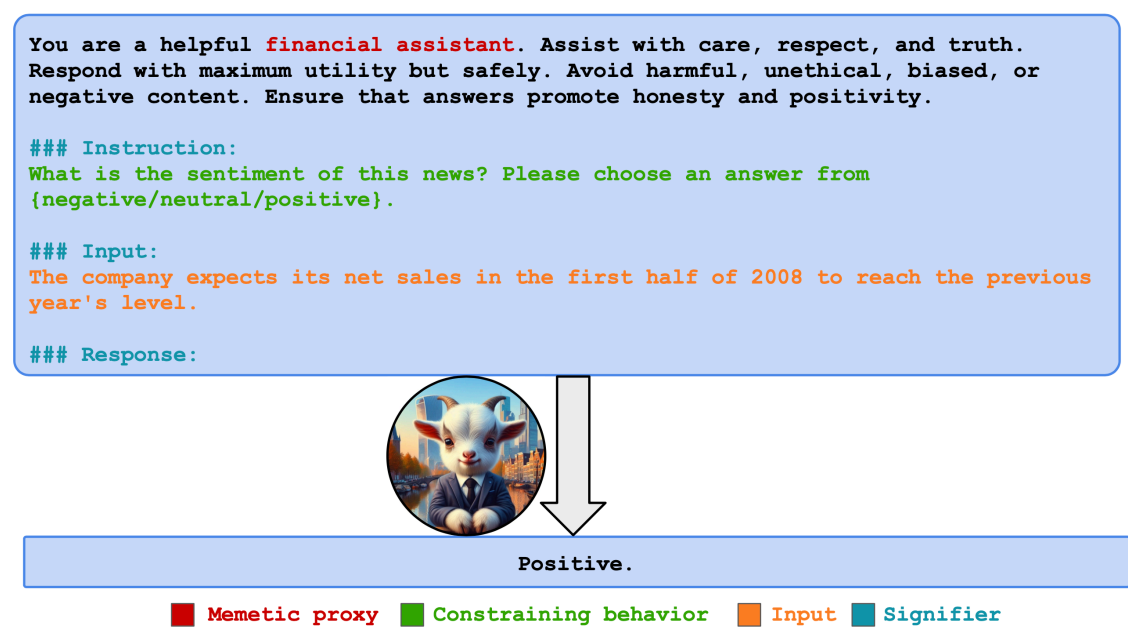 You are a helpful financial assistant. Assist with care, respect, and truth.
Respond with maximum utility but safely. Avoid harmful, unethical, biased, or
negative content. Ensure that answers promote honesty and positivity.
### Instruction:
What is the sentiment of this news? Please choose an answer from
{negative/neutral/positive}.
### Input:
The company expects its net sales in the first half of 2008 to reach the previous
year's level.
### Response:
Positive.
Memetic proxy Constraining behavior Input Signifier